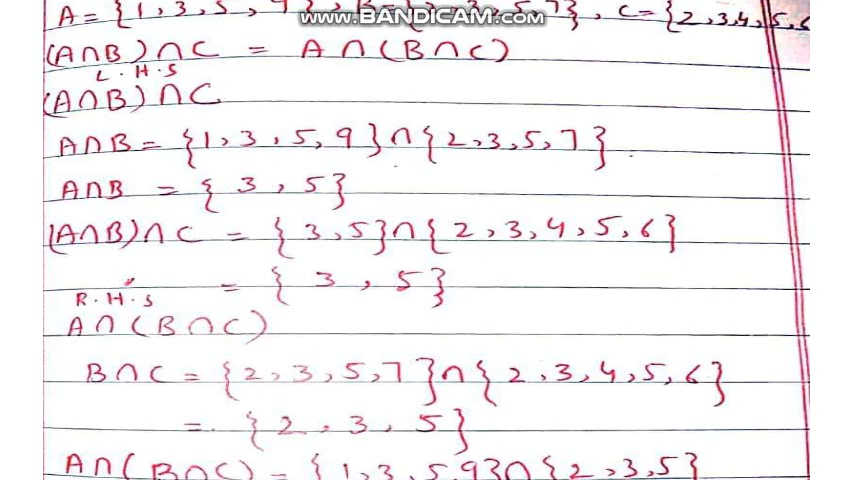 www.BANDICAM.com
A = {1, 3, 5, 9}, B = {2, 3, 5, 7}, C = {2, 3, 4, 5, 6
(A∩B)∩C = A∩(B∩C)
L.H.S
(A∩B)∩C
A∩B = {1, 3, 5, 9}∩{2, 3, 5, 7}
A∩B = {3, 5}
(A∩B)∩C = {3, 5}∩{2, 3, 4, 5, 6}
= {3, 5}
R.H.S
A∩(B∩C)
B∩C = {2, 3, 5, 7}∩{2, 3, 4, 5, 6}
= {2, 3, 5}
A∩(B∩C) = {1, 3, 5, 9}∩{2, 3, 5}